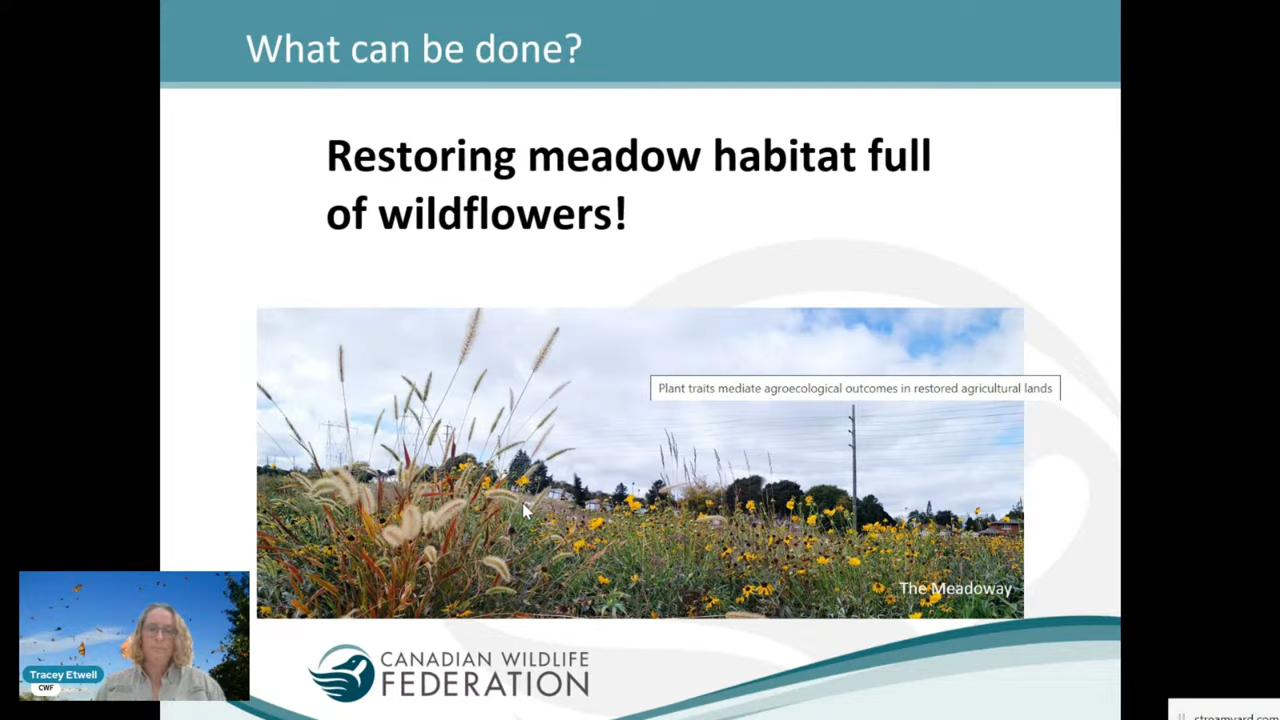 What can be done?
Restoring meadow habitat full
of wildflowers!
Plant traits mediate agroecological outcomes in restored agricultural lands
The Meadoway
Tracey Etwell
CWF
CANADIAN WILDLIFE
FEDERATION